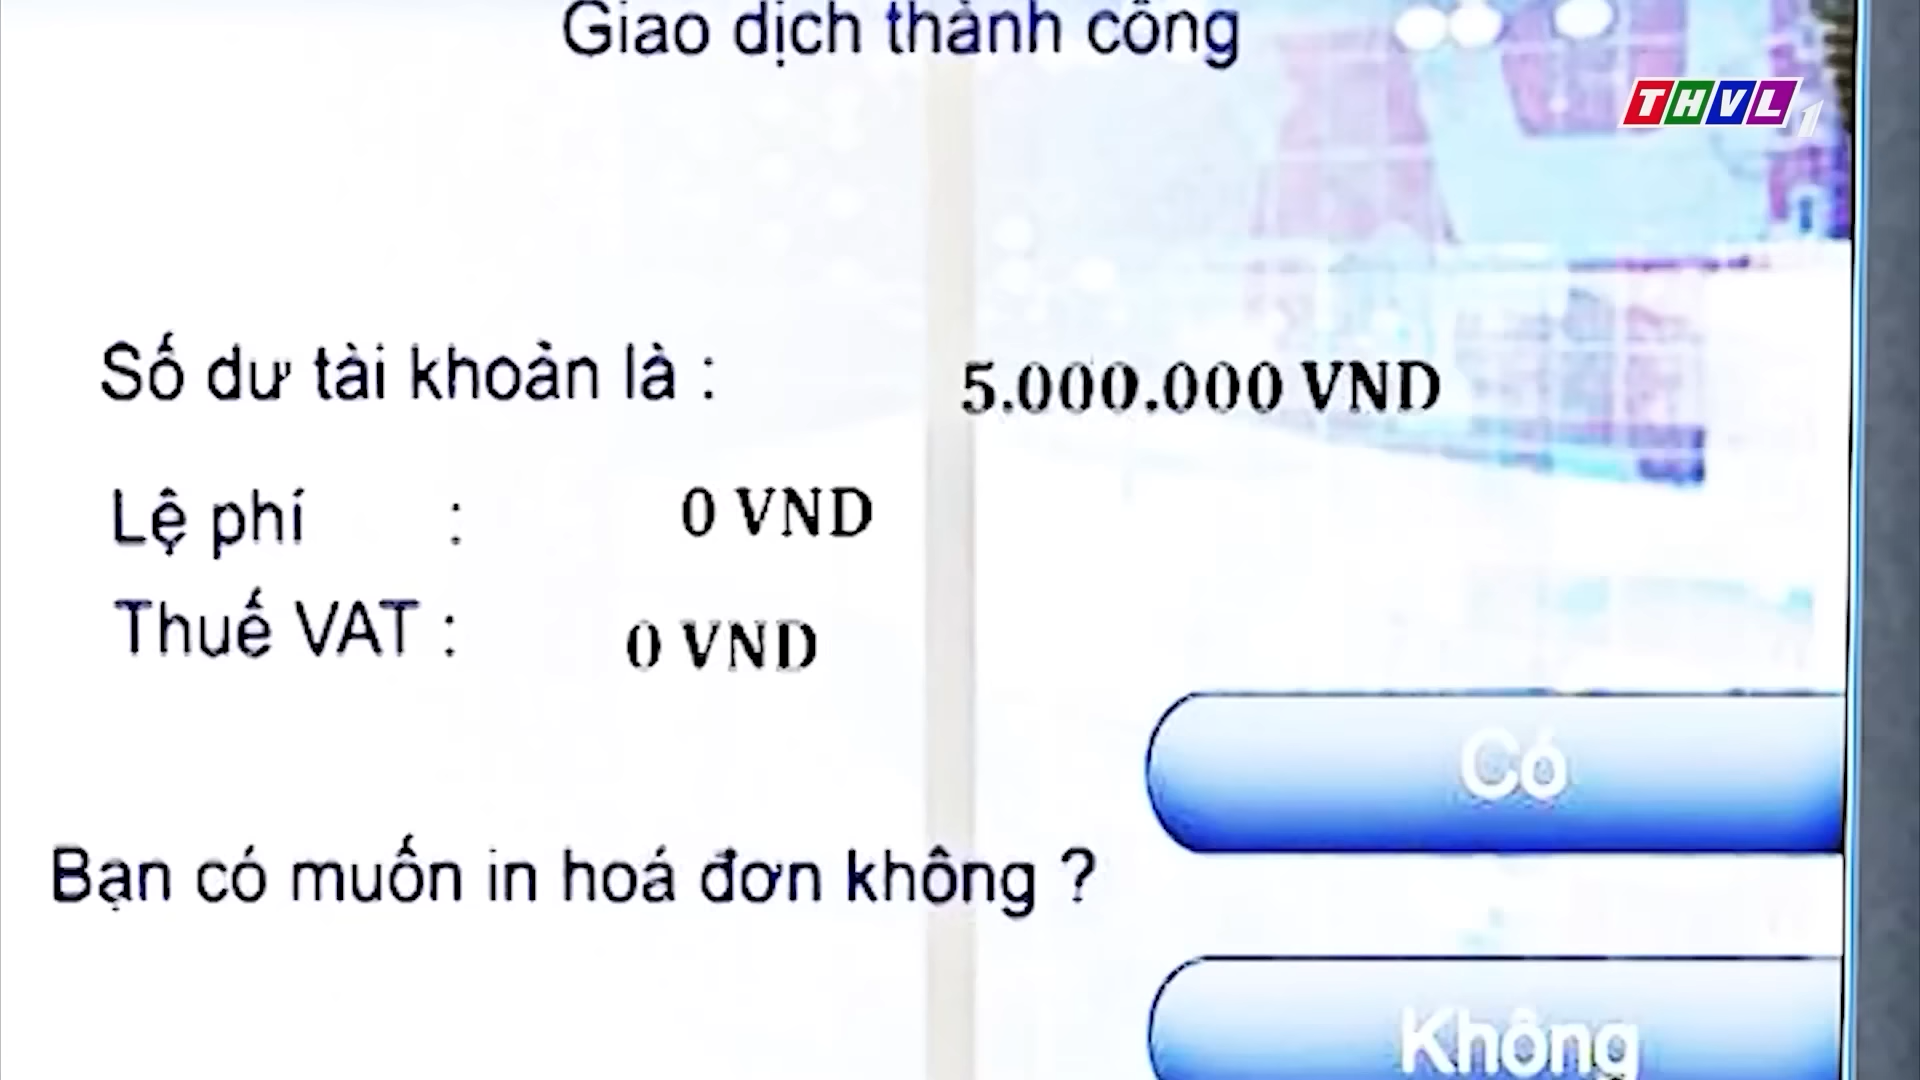 Giao dịch thành công
THVL1
Số dư tài khoản là : 5.000.000 VND
Lệ phí : 0 VND
Thuế VAT : 0 VND
Có
Bạn có muốn in hoá đơn không ?
Không